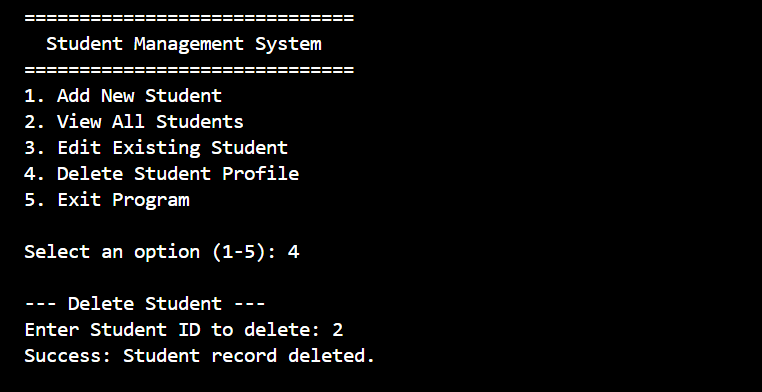 ==============================
  Student Management System
==============================
1. Add New Student
2. View All Students
3. Edit Existing Student
4. Delete Student Profile
5. Exit Program

Select an option (1-5): 4

--- Delete Student ---
Enter Student ID to delete: 2
Success: Student record deleted.